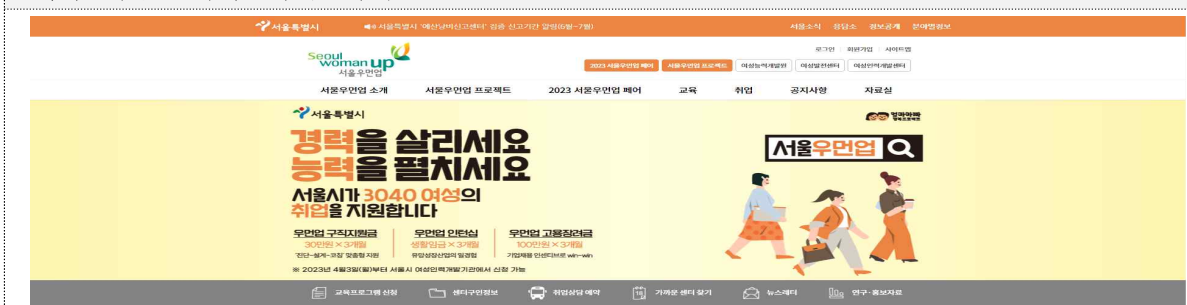 서울특별시 서울특별시 '예산낭비신고센터' 집중 신고기간 알림(6월~7월) 서울소식 응답소 정보공개 분야별정보
Seoul
woman up
서울우먼업
로그인 회원가입 사이트맵
2023 서울우먼업 페어 서울우먼업 프로젝트 여성능력개발원 여성발전센터 여성인력개발센터
서울우먼업 소개 서울우먼업 프로젝트 2023 서울우먼업 페어 교육 취업 공지사항 자료실
서울특별시 엄마아빠
경력을 살리세요
능력을 펼치세요
서울우먼업
서울시가 3040 여성의
취업을 지원합니다
우먼업 구직지원금 우먼업 인턴십 우먼업 고용장려금
30만원×3개월 생활임금×3개월 100만원×3개월
'진단-설계-코칭' 맞춤형 지원 유망성장산업의 일경험 기업채용 인센티브로 win-win
※ 2023년 4월3일(월)부터 서울시 여성인력개발기관에서 신청 가능
교육프로그램 신청 센터구인정보 취업상담 예약 가까운 센터 찾기 뉴스레터 연구·홍보자료